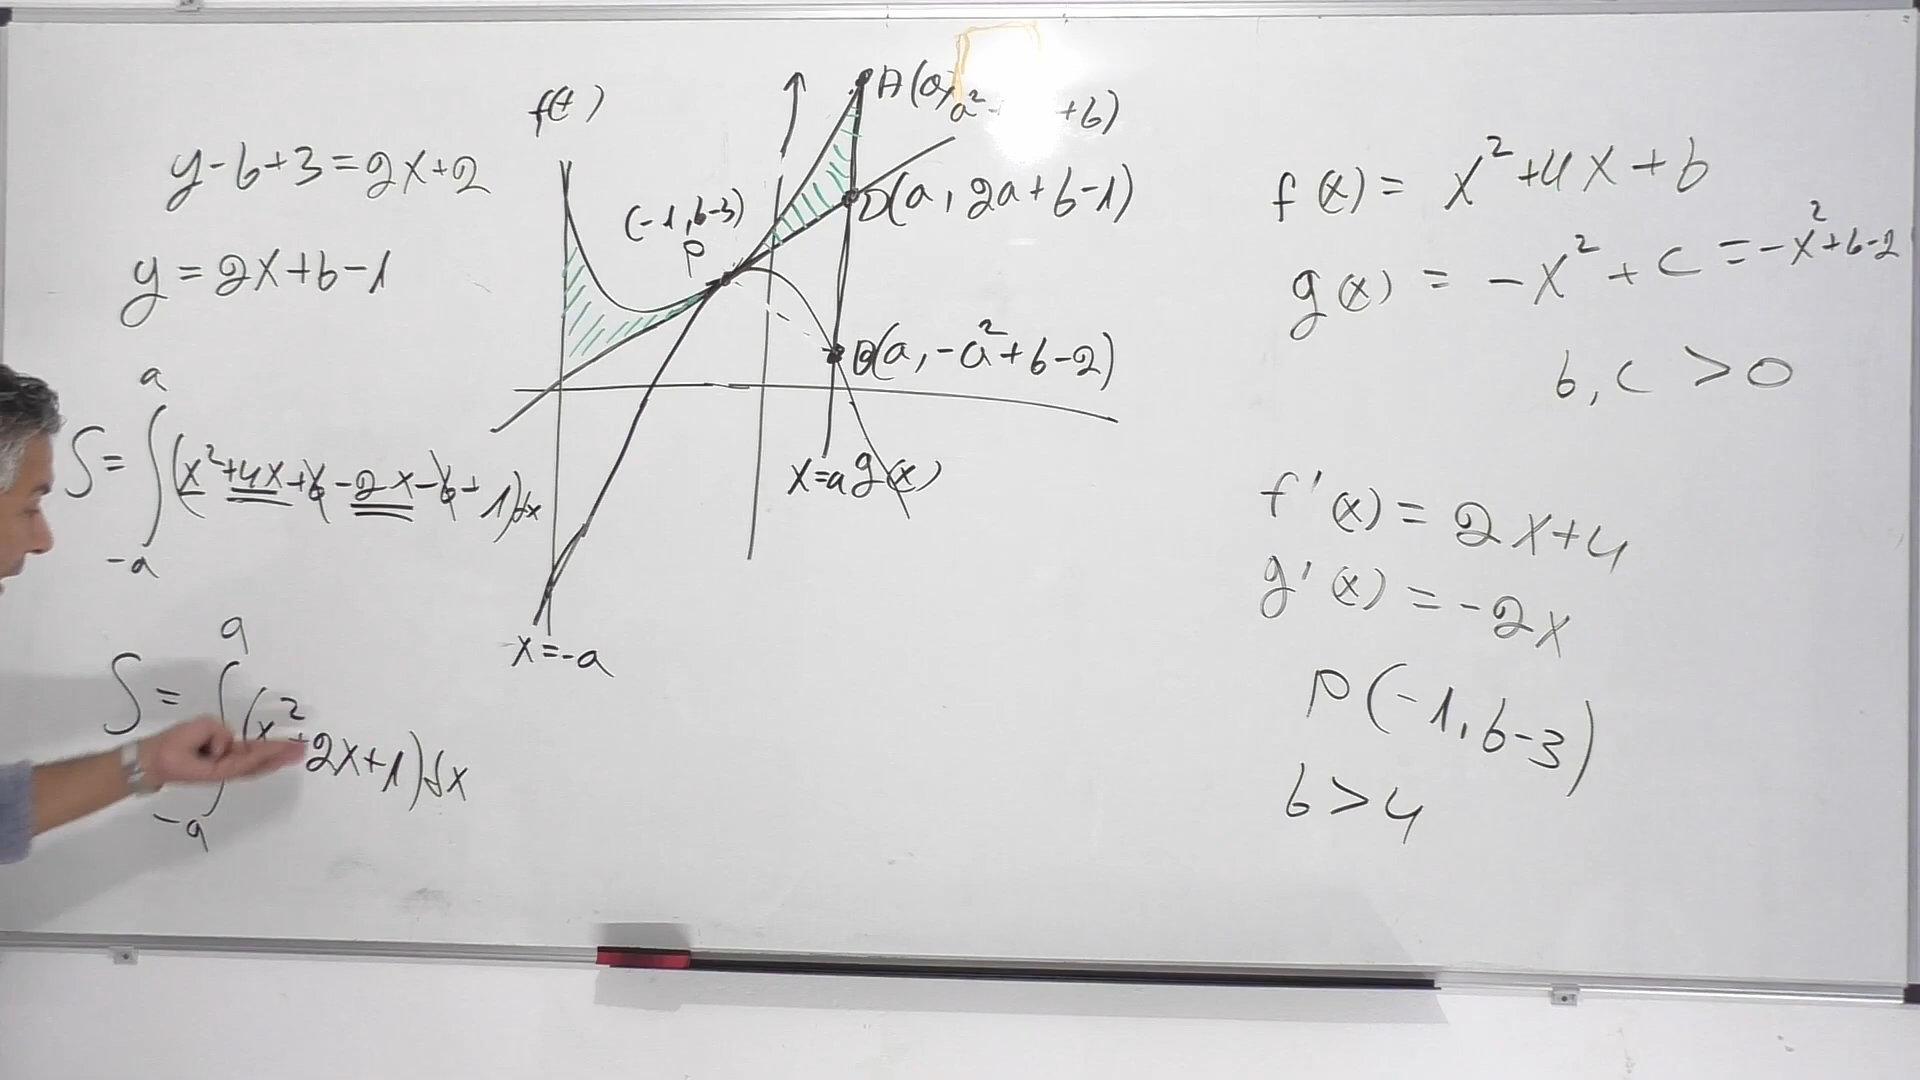 y-b+3=2x+2
y=2x+b-1
S=∫_{-a}^{a}(x²+4x+b-2x-b+1)dx
S=∫_{-a}^{a}(x²+2x+1)dx
f(x)
A(a, a²+b)
(-1, b-3)
P
D(a, 2a+b-1)
B(a, -a²+b-2)
x=a
g(x)
x=-a
f(x)= x²+4x+b
g(x) = -x²+c = -x²+b-2
b, c > 0
f'(x)=2x+4
g'(x)=-2x
P(-1, b-3)
b>4